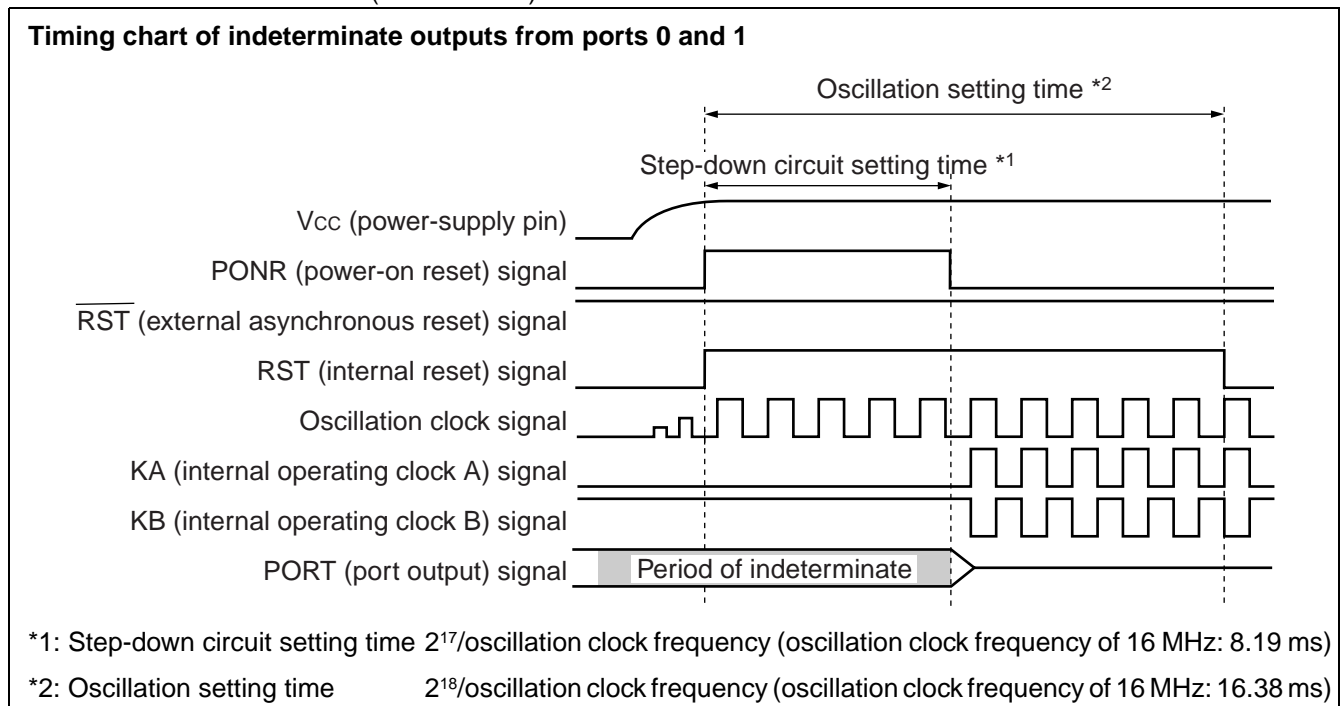 Timing chart of indeterminate outputs from ports 0 and 1
Oscillation setting time *2
Step-down circuit setting time *1
Vcc (power-supply pin)
PONR (power-on reset) signal
RST (external asynchronous reset) signal
RST (internal reset) signal
Oscillation clock signal
KA (internal operating clock A) signal
KB (internal operating clock B) signal
PORT (port output) signal
Period of indeterminate
*1: Step-down circuit setting time 2¹⁷/oscillation clock frequency (oscillation clock frequency of 16 MHz: 8.19 ms)
*2: Oscillation setting time 2¹⁸/oscillation clock frequency (oscillation clock frequency of 16 MHz: 16.38 ms)